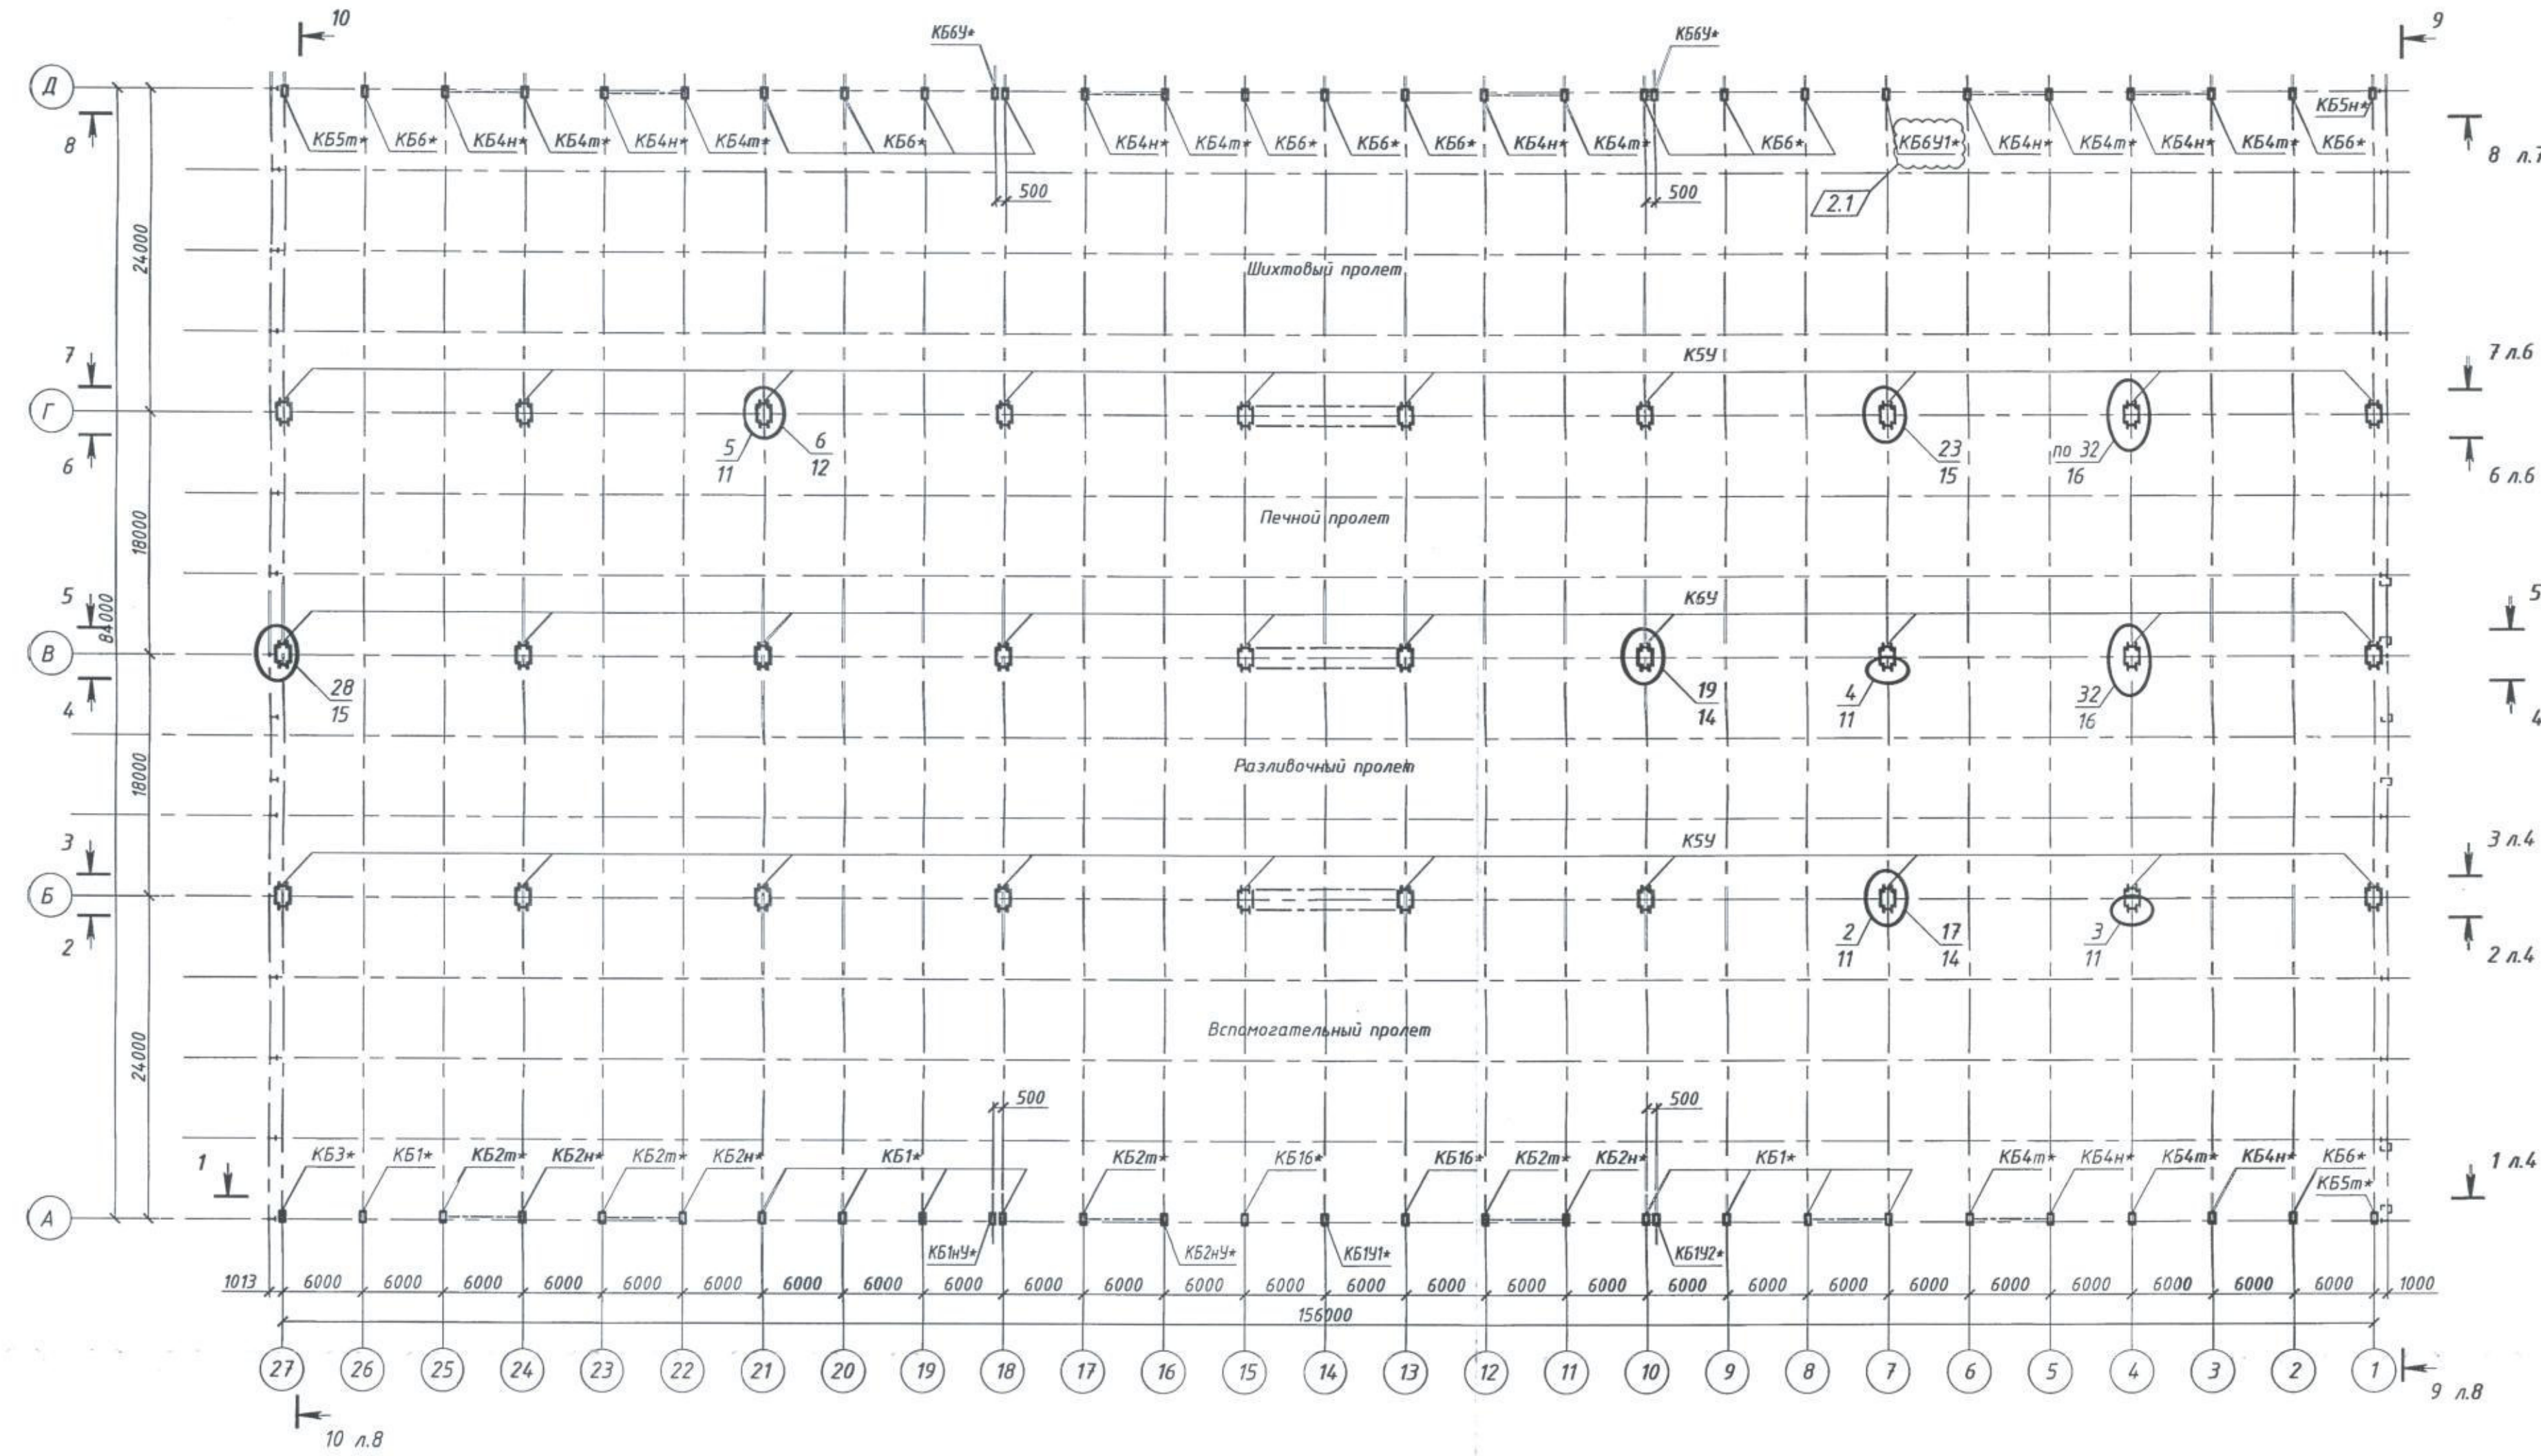 10
9
КБ6У*
КБ6У*
Д
КБ5н*
8
КБ5т* КБ6* КБ4н* КБ4т* КБ4н* КБ4т* КБ6* КБ4н* КБ4т* КБ6* КБ6* КБ6* КБ4н* КБ4т* КБ6* КБ6У1* КБ4н* КБ4т* КБ4н* КБ4т* КБ6*
8
500
500
2.1
24000
Шихтовый пролет
7
К5У
7 л.6
Г
6
5
11
6
12
23
15
по 32
16
6 л.6
18000
Печной пролет
5
84000
К6У
5
В
4
28
15
19
14
4
11
32
16
4
18000
Разливочный пролет
3
К5У
3 л.4
Б
2
2
11
17
14
3
11
2 л.4
24000
Вспомогательный пролет
500
500
1
КБ3* КБ1* КБ2т* КБ2н* КБ2т* КБ2н* КБ1* КБ2т* КБ1б* КБ1б* КБ2т* КБ2н* КБ1* КБ4т* КБ4н* КБ4т* КБ4н* КБ6*
1 л.4
КБ5т*
А
КБ1нУ* КБ2нУ* КБ1У1* КБ1У2*
1013 6000 6000 6000 6000 6000 6000 6000 6000 6000 6000 6000 6000 6000 6000 6000 6000 6000 6000 6000 6000 6000 6000 6000 6000 6000 6000 1000
156000
27 26 25 24 23 22 21 20 19 18 17 16 15 14 13 12 11 10 9 8 7 6 5 4 3 2 1
9 л.8
10 л.8